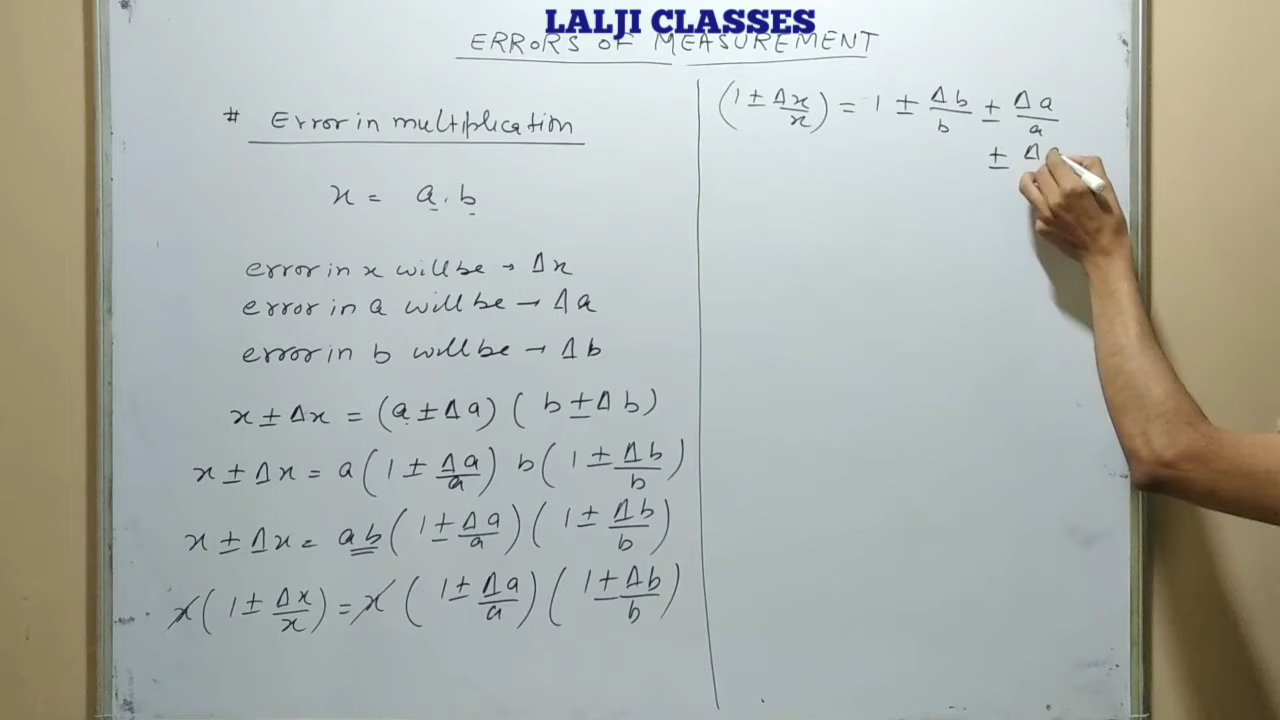 LALJI CLASSES
ERRORS OF MEASUREMENT
# Error in multiplication
x = a . b
error in x will be → Δx
error in a will be → Δa
error in b will be → Δb
x ± Δx = (a ± Δa) ( b ± Δb)
x ± Δx = a(1 ± Δa/a) b(1 ± Δb/b)
x ± Δx = ab(1 ± Δa/a)(1 ± Δb/b)
x(1 ± Δx/x) = x (1 ± Δa/a)(1 ± Δb/b)
(1 ± Δx/x) = 1 ± Δb/b ± Δa/a
± Δ